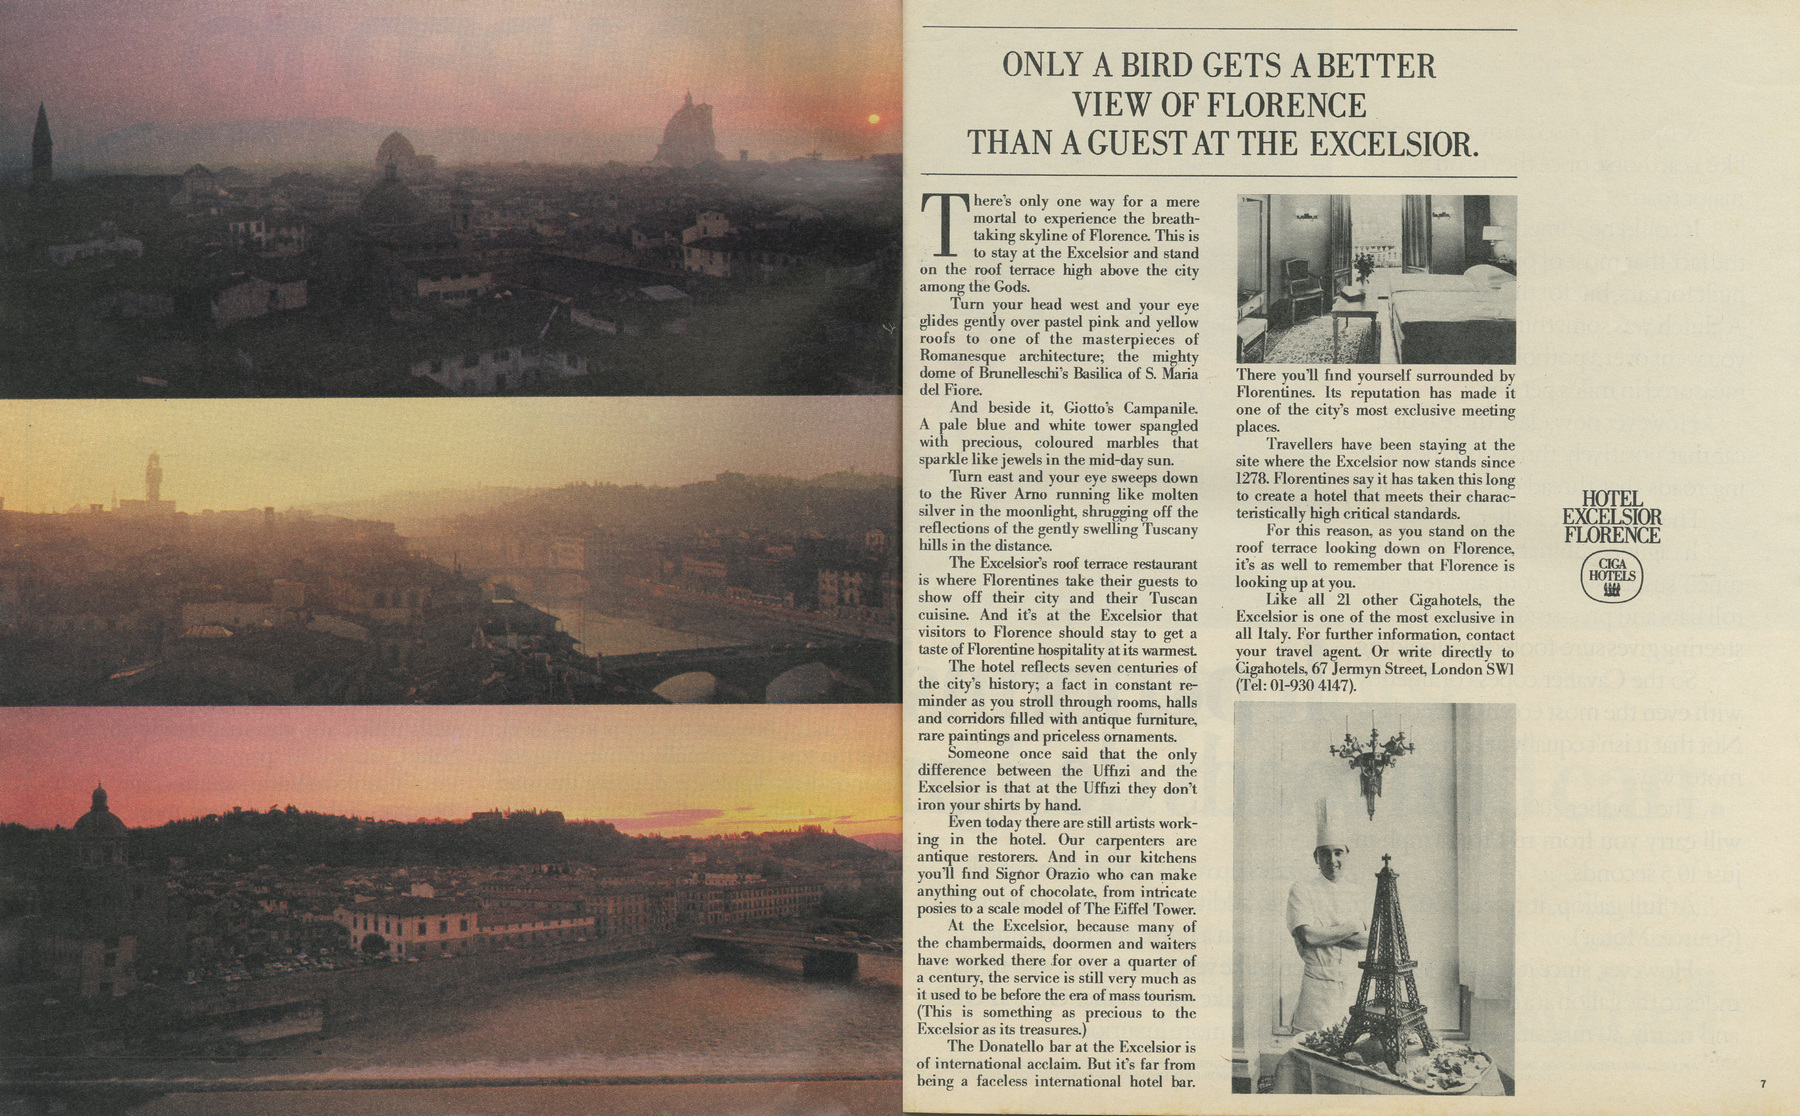 ONLY A BIRD GETS A BETTER
VIEW OF FLORENCE
THAN A GUEST AT THE EXCELSIOR.
There's only one way for a mere
mortal to experience the breath-
taking skyline of Florence. This is
to stay at the Excelsior and stand
on the roof terrace high above the city
among the Gods.
Turn your head west and your eye
glides gently over pastel pink and yellow
roofs to one of the masterpieces of
Romanesque architecture; the mighty
dome of Brunelleschi's Basilica of S. Maria
del Fiore.
And beside it, Giotto's Campanile.
A pale blue and white tower spangled
with precious, coloured marbles that
sparkle like jewels in the mid-day sun.
Turn east and your eye sweeps down
to the River Arno running like molten
silver in the moonlight, shrugging off the
reflections of the gently swelling Tuscany
hills in the distance.
The Excelsior's roof terrace restaurant
is where Florentines take their guests to
show off their city and their Tuscan
cuisine. And it's at the Excelsior that
visitors to Florence should stay to get a
taste of Florentine hospitality at its warmest.
The hotel reflects seven centuries of
the city's history; a fact in constant re-
minder as you stroll through rooms, halls
and corridors filled with antique furniture,
rare paintings and priceless ornaments.
Someone once said that the only
difference between the Uffizi and the
Excelsior is that at the Uffizi they don't
iron your shirts by hand.
Even today there are still artists work-
ing in the hotel. Our carpenters are
antique restorers. And in our kitchens
you'll find Signor Orazio who can make
anything out of chocolate, from intricate
posies to a scale model of The Eiffel Tower.
At the Excelsior, because many of
the chambermaids, doormen and waiters
have worked there for over a quarter of
a century, the service is still very much as
it used to be before the era of mass tourism.
(This is something as precious to the
Excelsior as its treasures.)
The Donatello bar at the Excelsior is
of international acclaim. But it's far from
being a faceless international hotel bar.
There you'll find yourself surrounded by
Florentines. Its reputation has made it
one of the city's most exclusive meeting
places.
Travellers have been staying at the
site where the Excelsior now stands since
1278. Florentines say it has taken this long
to create a hotel that meets their charac-
teristically high critical standards.
For this reason, as you stand on the
roof terrace looking down on Florence,
it's as well to remember that Florence is
looking up at you.
Like all 21 other Cigahotels, the
Excelsior is one of the most exclusive in
all Italy. For further information, contact
your travel agent. Or write directly to
Cigahotels, 67 Jermyn Street, London SW1
(Tel: 01-930 4147).
HOTEL
EXCELSIOR
FLORENCE
CIGA
HOTELS
7